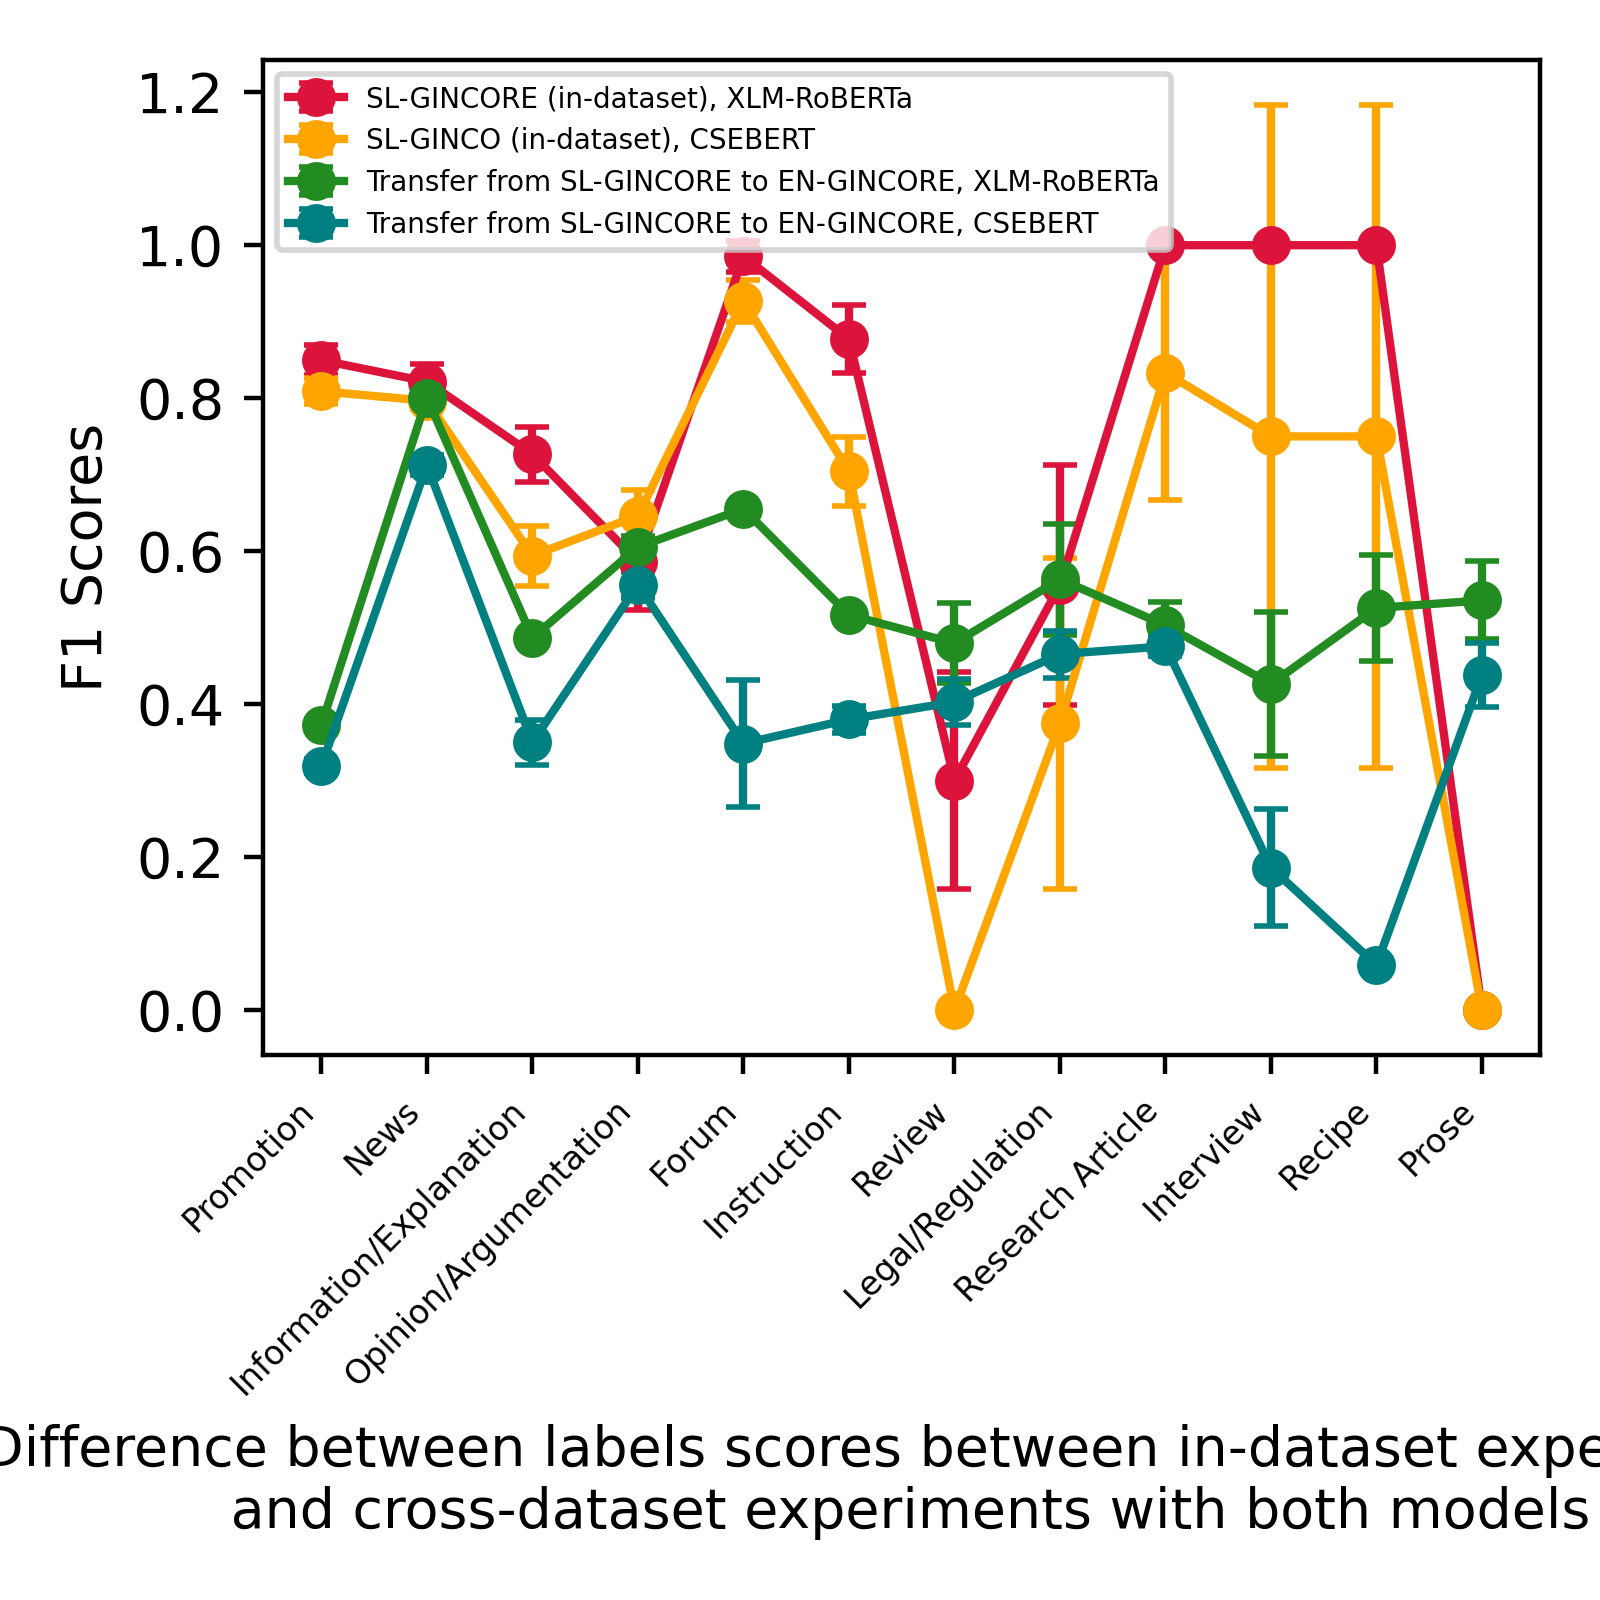 1.2
1.0
0.8
0.6
0.4
0.2
0.0
F1 Scores
SL-GINCORE (in-dataset), XLM-RoBERTa
SL-GINCO (in-dataset), CSEBERT
Transfer from SL-GINCORE to EN-GINCORE, XLM-RoBERTa
Transfer from SL-GINCORE to EN-GINCORE, CSEBERT
Promotion
News
Information/Explanation
Opinion/Argumentation
Forum
Instruction
Review
Legal/Regulation
Research Article
Interview
Recipe
Prose
Difference between labels scores between in-dataset expe
and cross-dataset experiments with both models